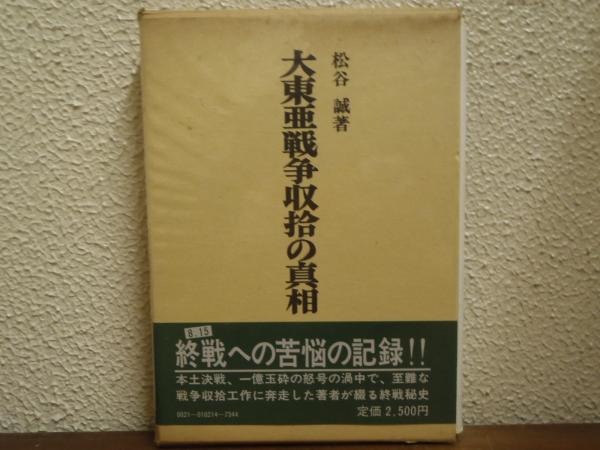 松谷 誠著
大東亜戦争収拾の真相
8.15
終戦への苦悩の記録!!
本土決戦、一億玉砕の怒号の渦中で、至難な
戦争収拾工作に奔走した著者が綴る終戦秘史
0021—010214—7344
定価2,500円